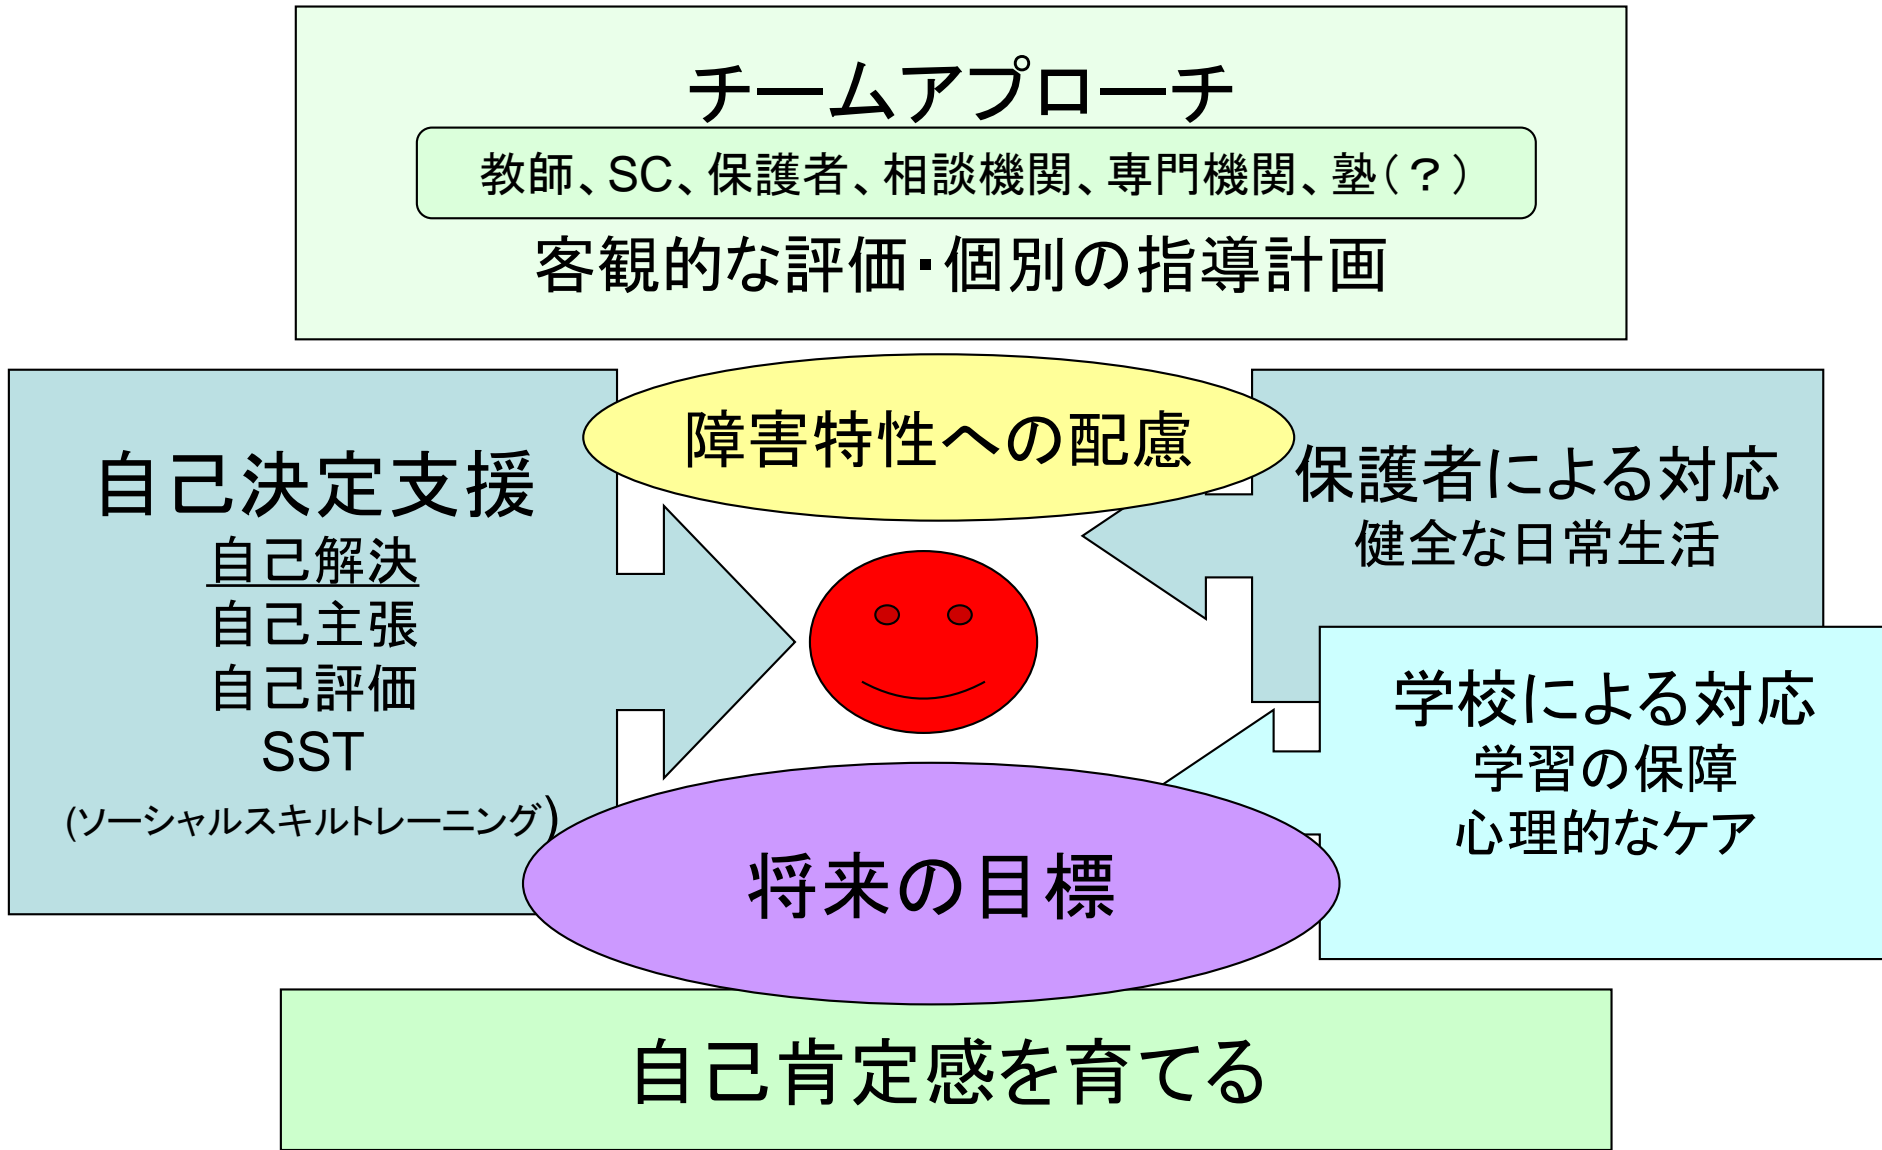 チームアプローチ
教師、SC、保護者、相談機関、専門機関、塾(？)
客観的な評価・個別の指導計画
障害特性への配慮
自己決定支援
自己解決
自己主張
自己評価
SST
(ソーシャルスキルトレーニング)
保護者による対応
健全な日常生活
学校による対応
学習の保障
心理的なケア
将来の目標
自己肯定感を育てる